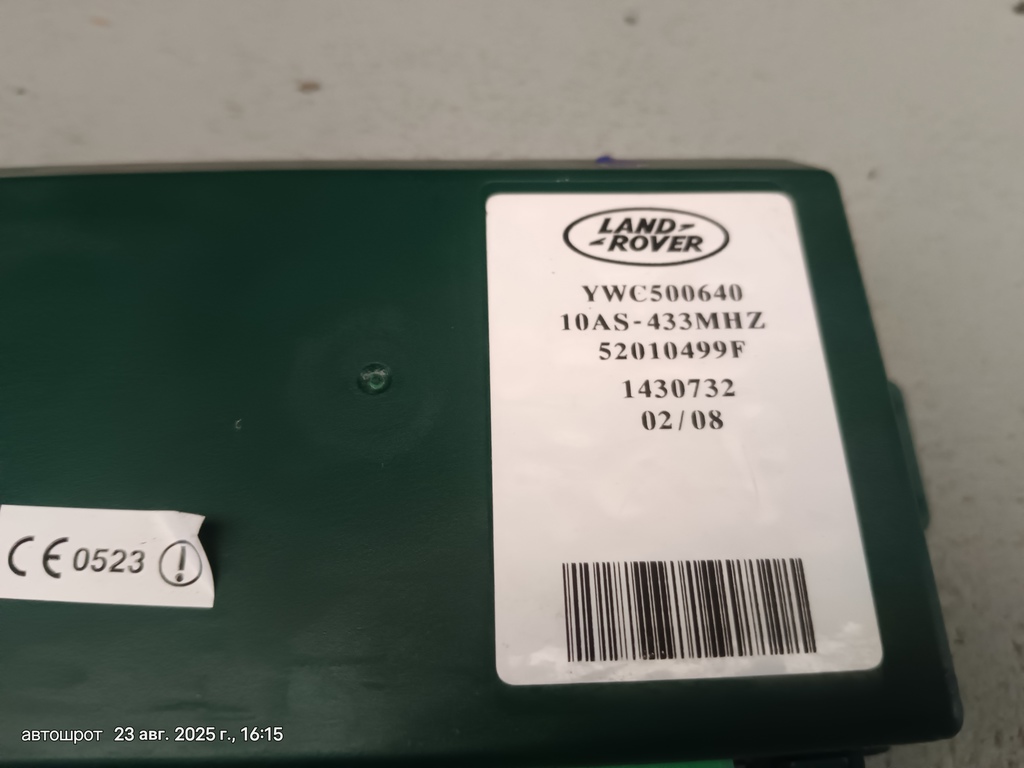 LAND
ROVER
YWC500640
10AS-433MHZ
52010499F
1430732
02/08
CE 0523
автошрот 23 авг. 2025 г., 16:15